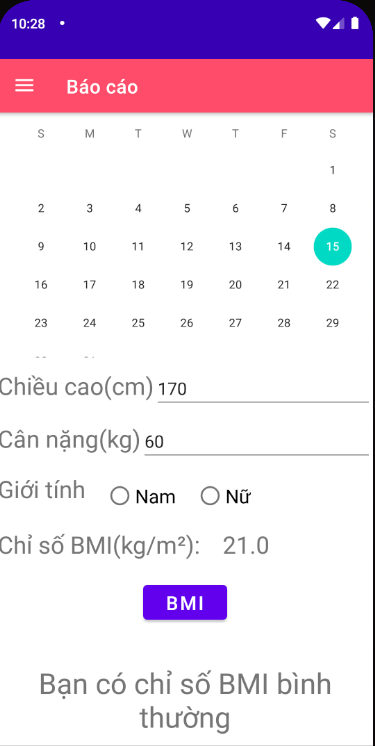 10:28
Báo cáo
S M T W T F S
1
2 3 4 5 6 7 8
9 10 11 12 13 14 15
16 17 18 19 20 21 22
23 24 25 26 27 28 29
Chiều cao(cm) 170
Cân nặng(kg) 60
Giới tính Nam Nữ
Chỉ số BMI(kg/m²): 21.0
BMI
Bạn có chỉ số BMI bình
thường